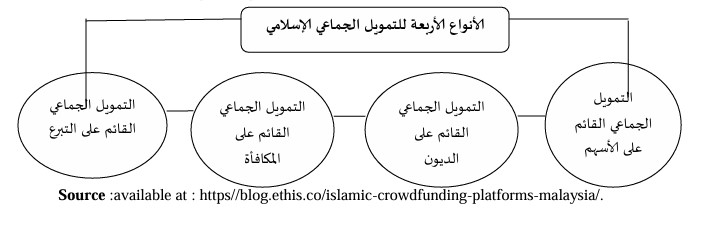 الأنواع الأربعة للتمويل الجماعي الإسلامي
التمويل
الجماعي القائم
على الأسهم
التمويل الجماعي
القائم على
الديون
التمويل الجماعي
القائم على
المكافأة
التمويل الجماعي
القائم على التبرع
Source :available at : https//blog.ethis.co/islamic-crowdfunding-platforms-malaysia/.